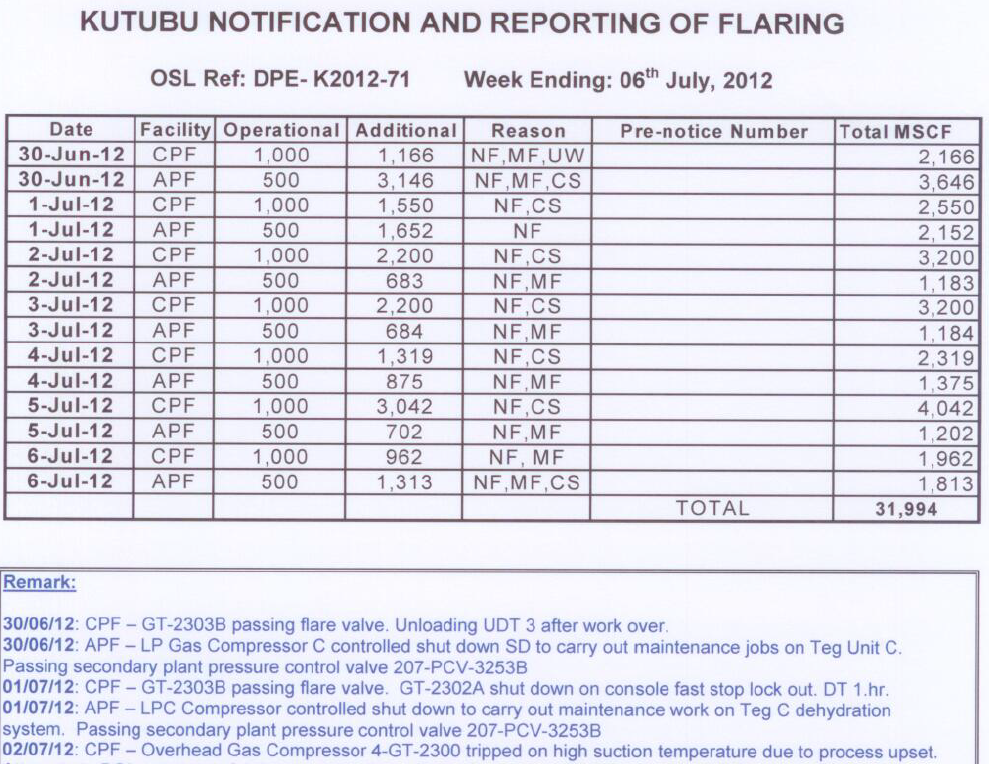 KUTUBU NOTIFICATION AND REPORTING OF FLARING
OSL Ref: DPE- K2012-71 Week Ending: 06th July, 2012
Date Facility Operational Additional Reason Pre-notice Number Total MSCF
30-Jun-12 CPF 1,000 1,166 NF,MF,UW 2,166
30-Jun-12 APF 500 3,146 NF,MF,CS 3,646
1-Jul-12 CPF 1,000 1,550 NF,CS 2,550
1-Jul-12 APF 500 1,652 NF 2,152
2-Jul-12 CPF 1,000 2,200 NF,CS 3,200
2-Jul-12 APF 500 683 NF,MF 1,183
3-Jul-12 CPF 1,000 2,200 NF,CS 3,200
3-Jul-12 APF 500 684 NF,MF 1,184
4-Jul-12 CPF 1,000 1,319 NF,CS 2,319
4-Jul-12 APF 500 875 NF,MF 1,375
5-Jul-12 CPF 1,000 3,042 NF,CS 4,042
5-Jul-12 APF 500 702 NF,MF 1,202
6-Jul-12 CPF 1,000 962 NF, MF 1,962
6-Jul-12 APF 500 1,313 NF,MF,CS 1,813
TOTAL 31,994
Remark:
30/06/12: CPF – GT-2303B passing flare valve. Unloading UDT 3 after work over.
30/06/12: APF – LP Gas Compressor C controlled shut down SD to carry out maintenance jobs on Teg Unit C.
Passing secondary plant pressure control valve 207-PCV-3253B
01/07/12: CPF – GT-2303B passing flare valve. GT-2302A shut down on console fast stop lock out. DT 1.hr.
01/07/12: APF – LPC Compressor controlled shut down to carry out maintenance work on Teg C dehydration
system. Passing secondary plant pressure control valve 207-PCV-3253B
02/07/12: CPF – Overhead Gas Compressor 4-GT-2300 tripped on high suction temperature due to process upset.